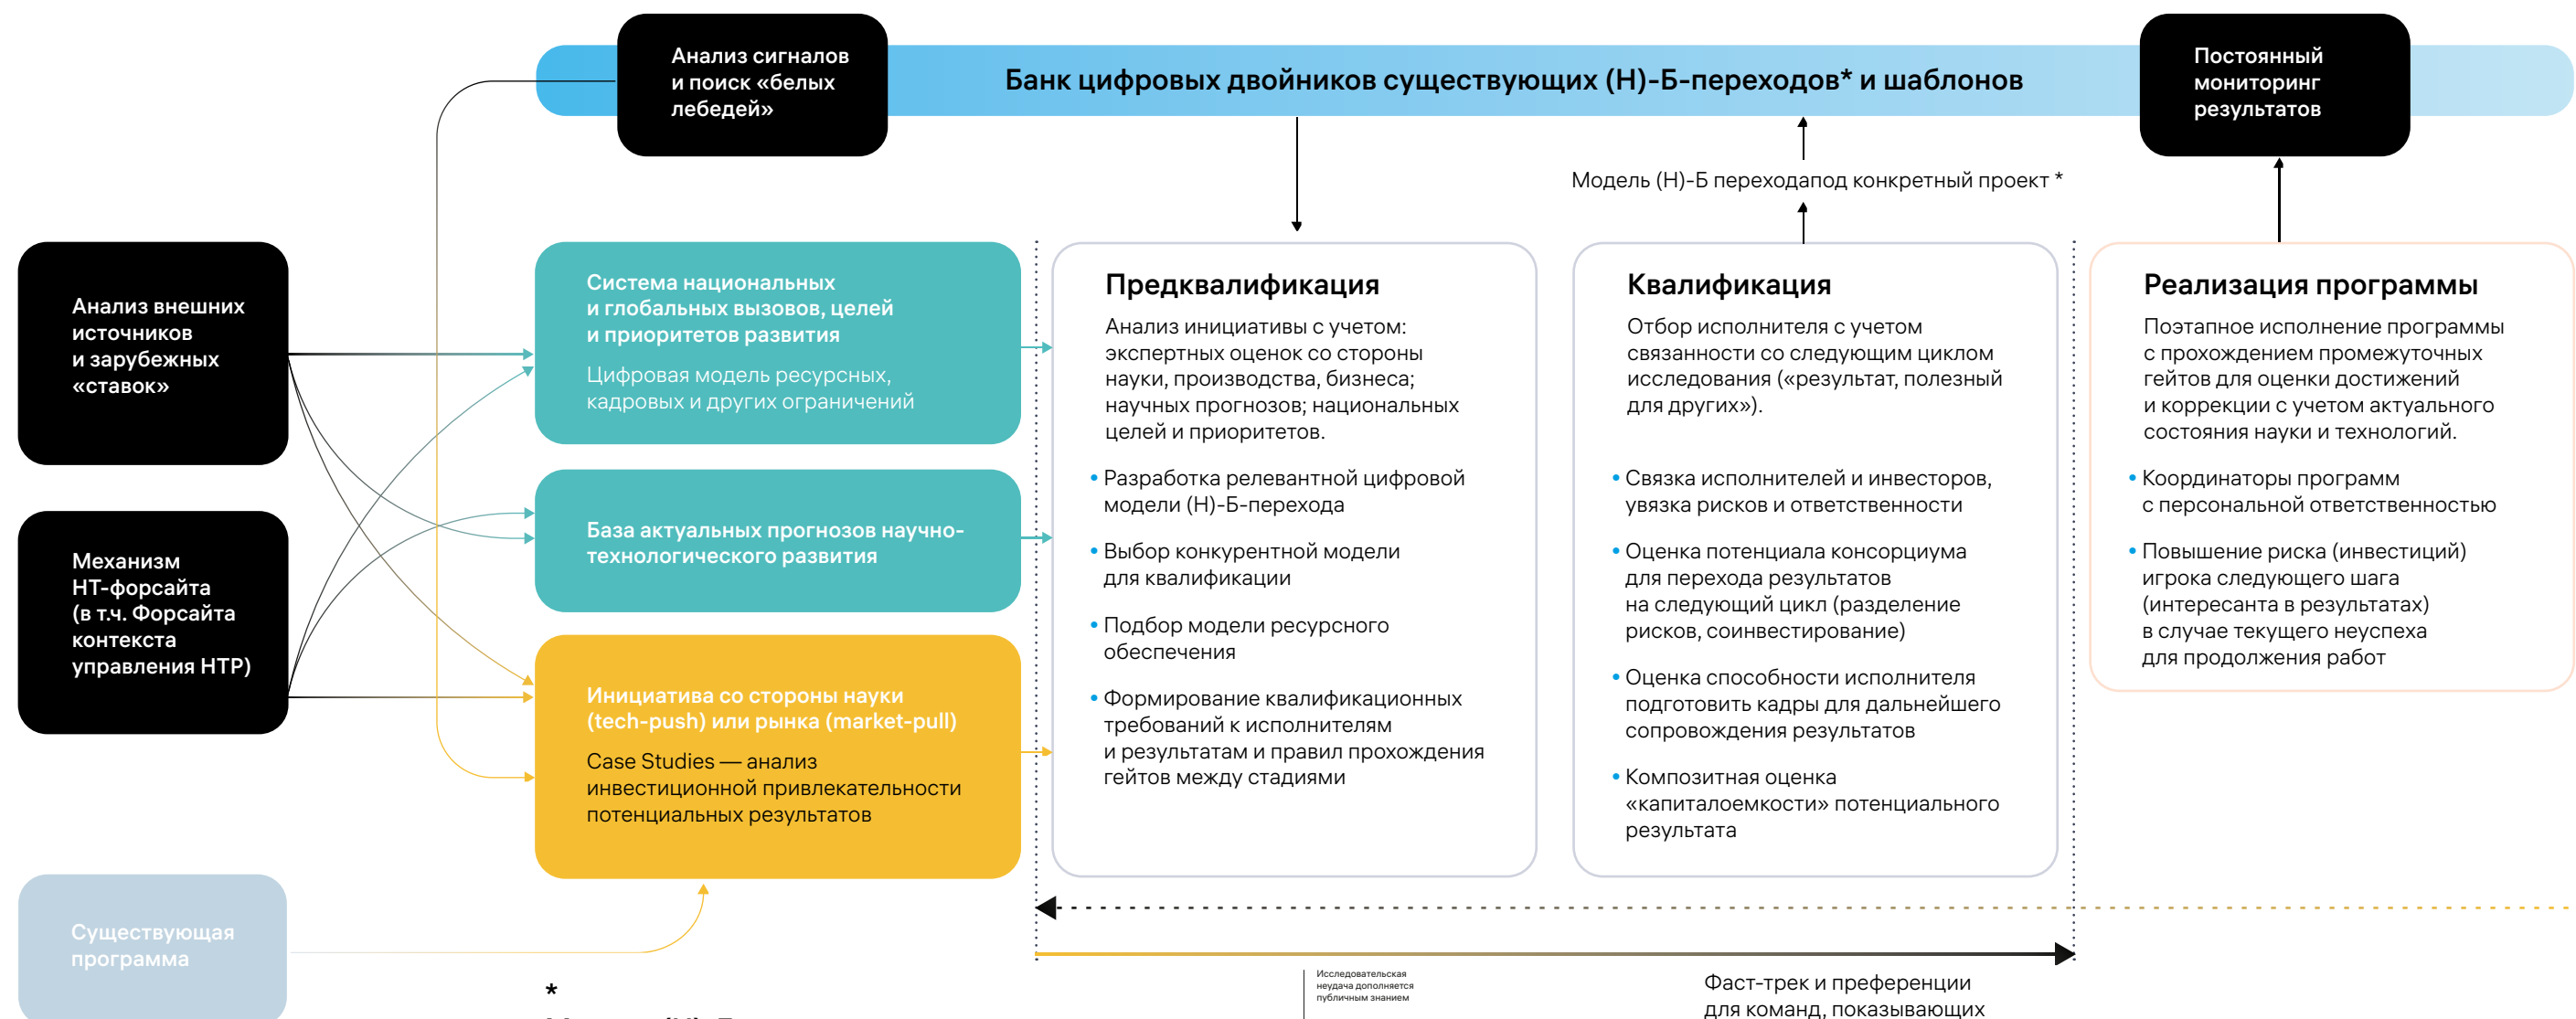 Анализ сигналов
и поиск «белых
лебедей»
Банк цифровых двойников существующих (Н)-Б-переходов* и шаблонов
Постоянный
мониторинг
результатов
Модель (Н)-Б переходапод конкретный проект *
Анализ внешних
источников
и зарубежных
«ставок»
Механизм
НТ-форсайта
(в т.ч. Форсайта
контекста
управления НТР)
Существующая
программа
Система национальных
и глобальных вызовов, целей
и приоритетов развития
Цифровая модель ресурсных,
кадровых и других ограничений
База актуальных прогнозов научно-
технологического развития
Инициатива со стороны науки
(tech-push) или рынка (market-pull)
Case Studies — анализ
инвестиционной привлекательности
потенциальных результатов
Предквалификация
Анализ инициативы с учетом:
экспертных оценок со стороны
науки, производства, бизнеса;
научных прогнозов; национальных
целей и приоритетов.
• Разработка релевантной цифровой
модели (Н)-Б-перехода
• Выбор конкурентной модели
для квалификации
• Подбор модели ресурсного
обеспечения
• Формирование квалификационных
требований к исполнителям
и результатам и правил прохождения
гейтов между стадиями
Квалификация
Отбор исполнителя с учетом
связанности со следующим циклом
исследования («результат, полезный
для других»).
• Связка исполнителей и инвесторов,
увязка рисков и ответственности
• Оценка потенциала консорциума
для перехода результатов
на следующий цикл (разделение
рисков, соинвестирование)
• Оценка способности исполнителя
подготовить кадры для дальнейшего
сопровождения результатов
• Композитная оценка
«капиталоемкости» потенциального
результата
Реализация программы
Поэтапное исполнение программы
с прохождением промежуточных
гейтов для оценки достижений
и коррекции с учетом актуального
состояния науки и технологий.
• Координаторы программ
с персональной ответственностью
• Повышение риска (инвестиций)
игрока следующего шага
(интересанта в результатах)
в случае текущего неуспеха
для продолжения работ
*
Исследовательская
неудача дополняется
публичным знанием
Фаст-трек и преференции
для команд, показывающих